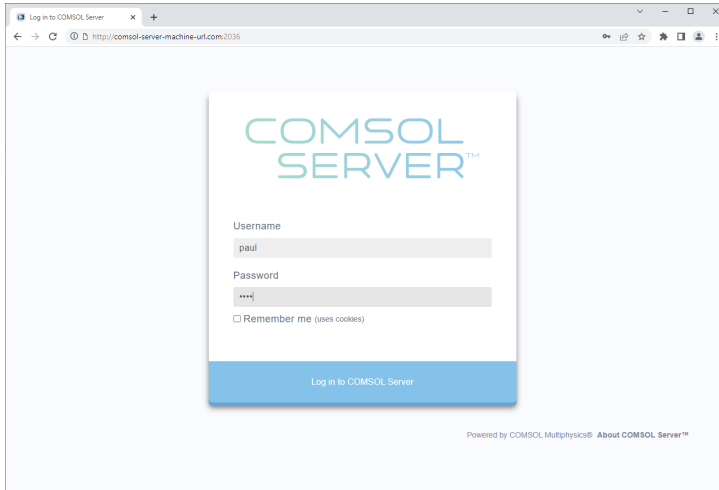 Log in to COMSOL Server
http://comsol-server-machine-url.com:2036
COMSOL
SERVER™
Username
paul
Password
••••
Remember me (uses cookies)
Log in to COMSOL Server
Powered by COMSOL Multiphysics® About COMSOL Server™